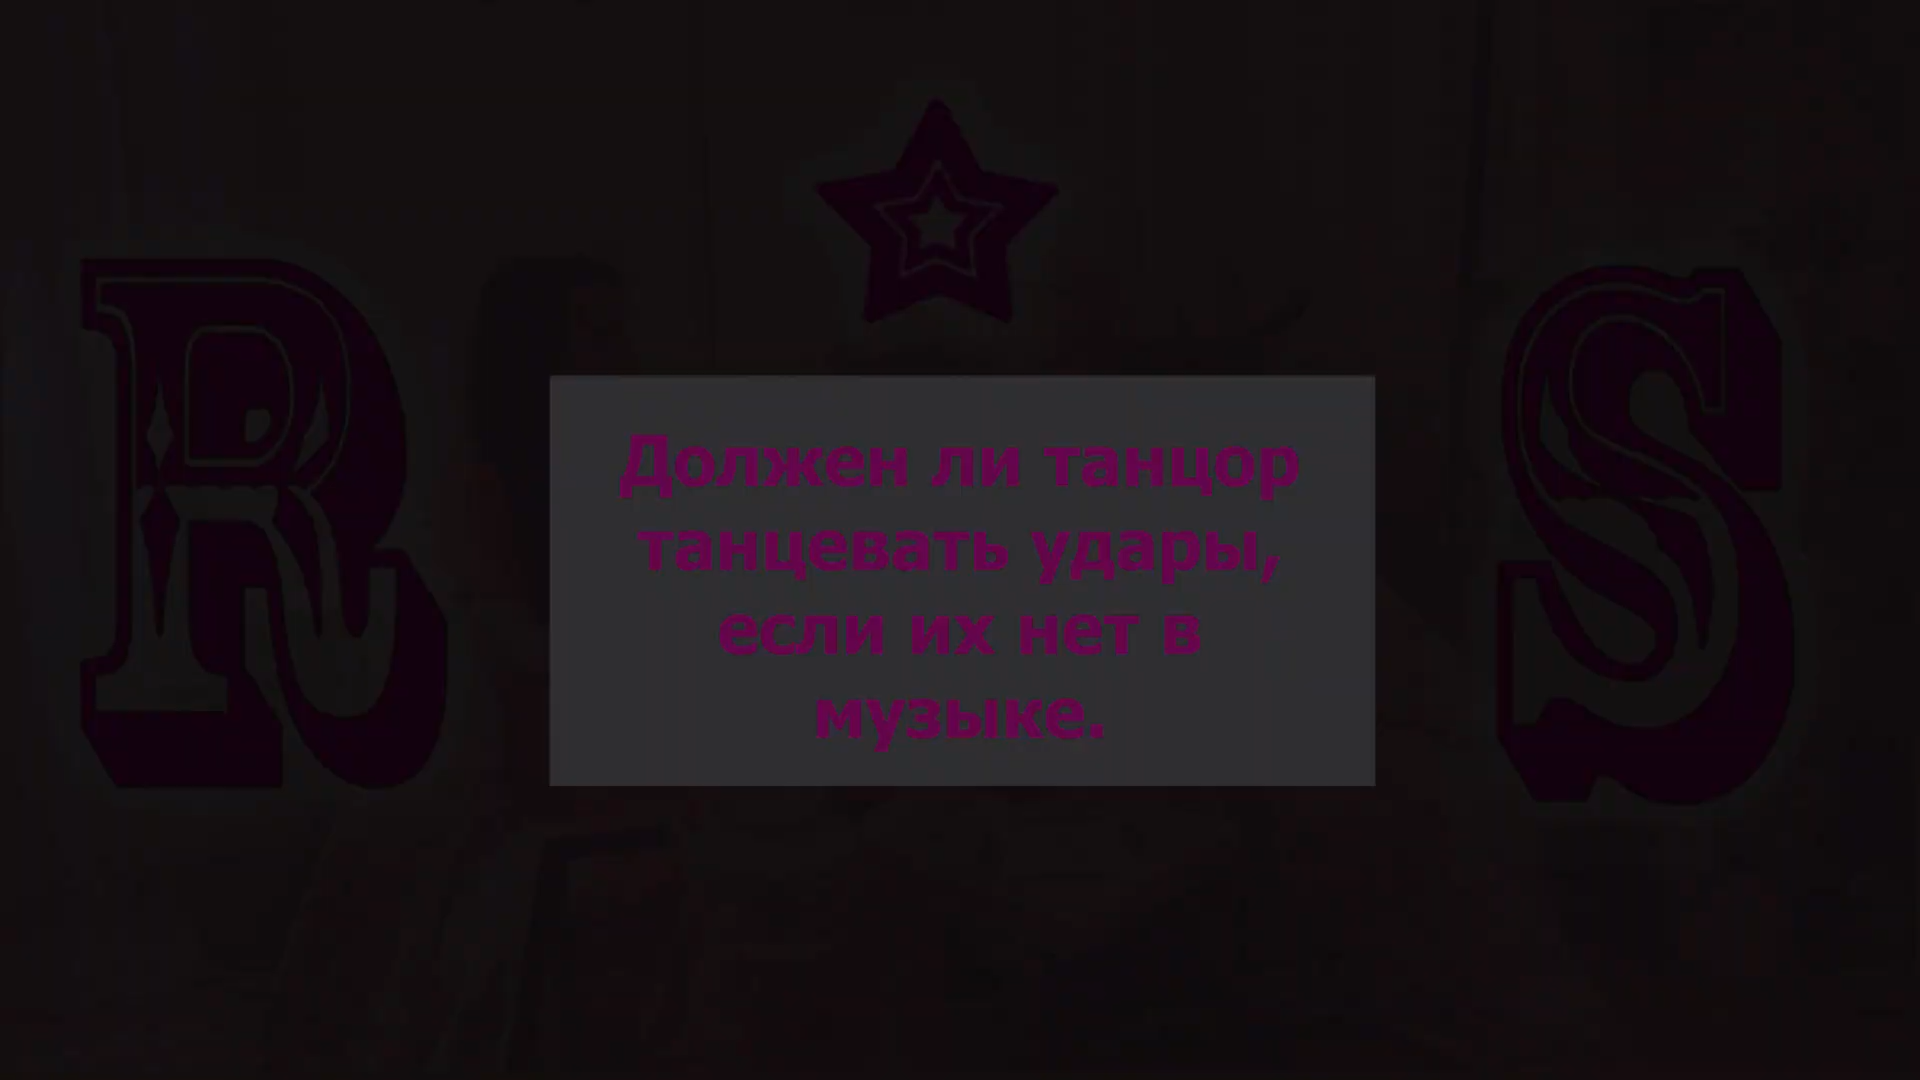 R S
Должен ли танцор
танцевать удары,
если их нет в
музыке.